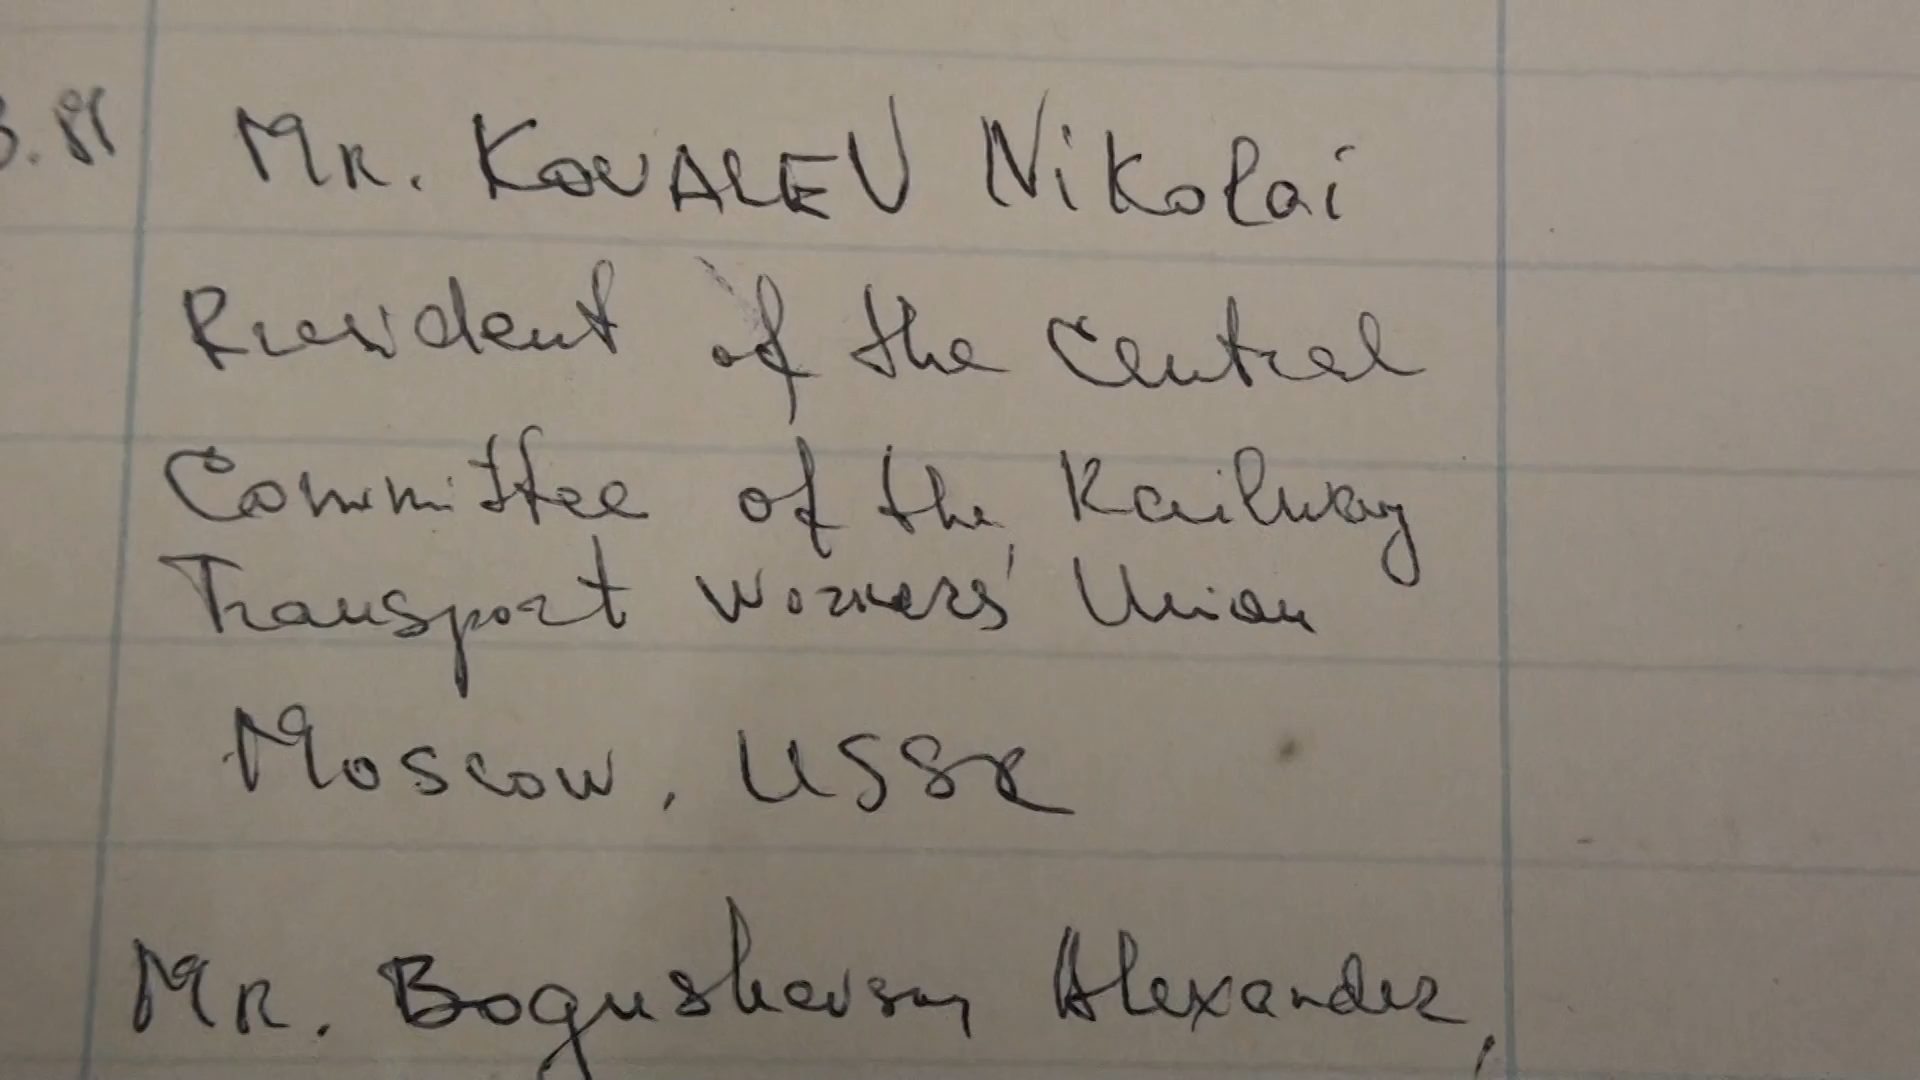 Mr. KOVALEV Nikolai
President of the Central
Committee of the Railway
Transport Workers' Union
Moscow, USSR
Mr. Alexander,